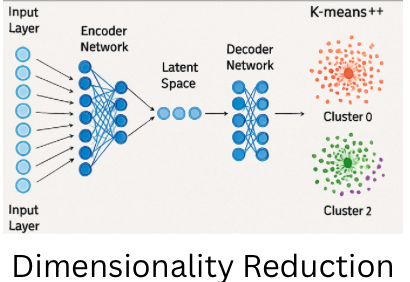 Input
Layer
Encoder
Network
Latent
Space
Decoder
Network
K-means++
Cluster 0
Cluster 2
Input
Layer
Dimensionality Reduction